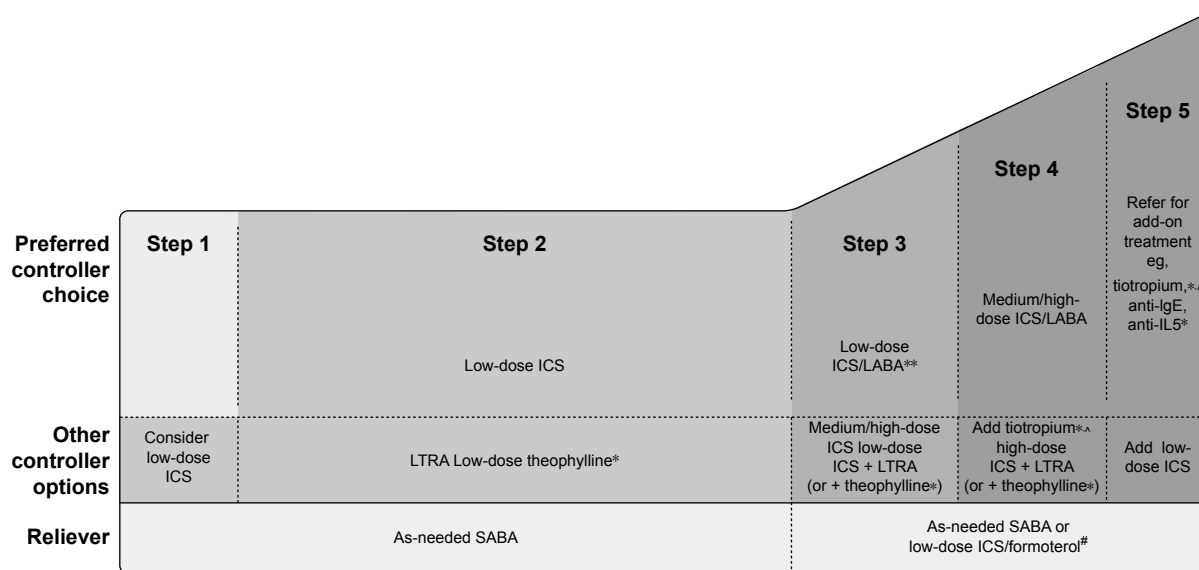 Step 5
Step 4
Preferred
controller
choice
Step 1
Step 2
Step 3
Refer for
add-on
treatment
eg,
tiotropium,*,^
anti-IgE,
anti-IL5*
Medium/high-
dose ICS/LABA
Low-dose ICS
Low-dose
ICS/LABA**
Other
controller
options
Consider
low-dose
ICS
LTRA Low-dose theophylline*
Medium/high-dose
ICS low-dose
ICS + LTRA
(or + theophylline*)
Add tiotropium*,^
high-dose
ICS + LTRA
(or + theophylline*)
Add low-
dose ICS
Reliever
As-needed SABA
As-needed SABA or
low-dose ICS/formoterol#